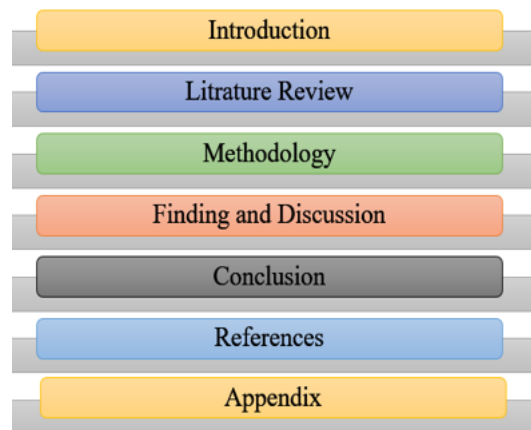 Introduction
Litrature Review
Methodology
Finding and Discussion
Conclusion
References
Appendix